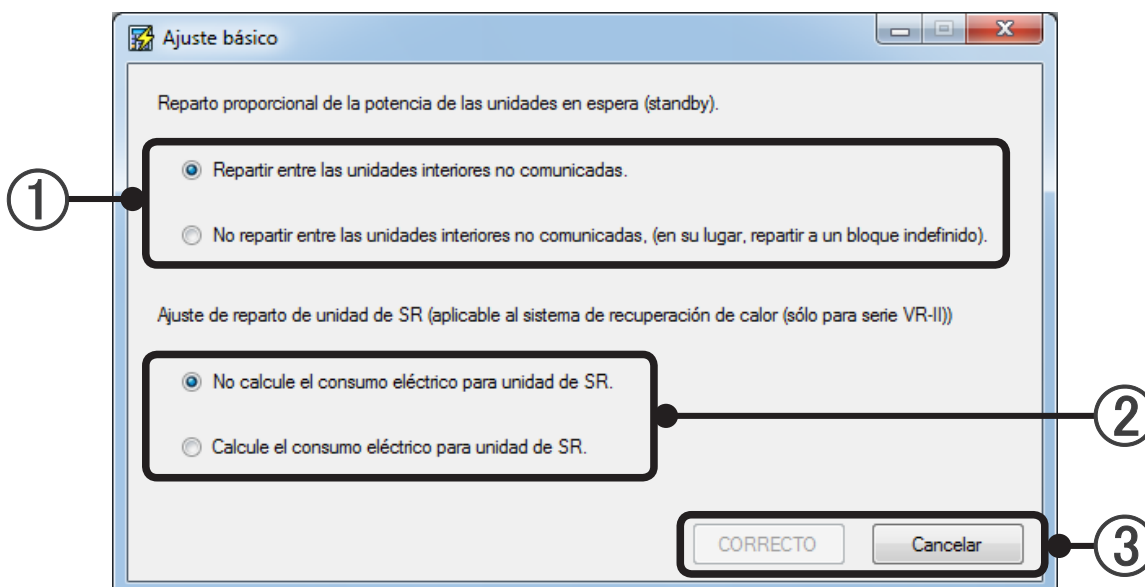 Ajuste básico
Reparto proporcional de la potencia de las unidades en espera (standby).
① Repartir entre las unidades interiores no comunicadas.
No repartir entre las unidades interiores no comunicadas, (en su lugar, repartir a un bloque indefinido).
Ajuste de reparto de unidad de SR (aplicable al sistema de recuperación de calor (sólo para serie VR-II))
No calcule el consumo eléctrico para unidad de SR.
②
Calcule el consumo eléctrico para unidad de SR.
CORRECTO Cancelar ③